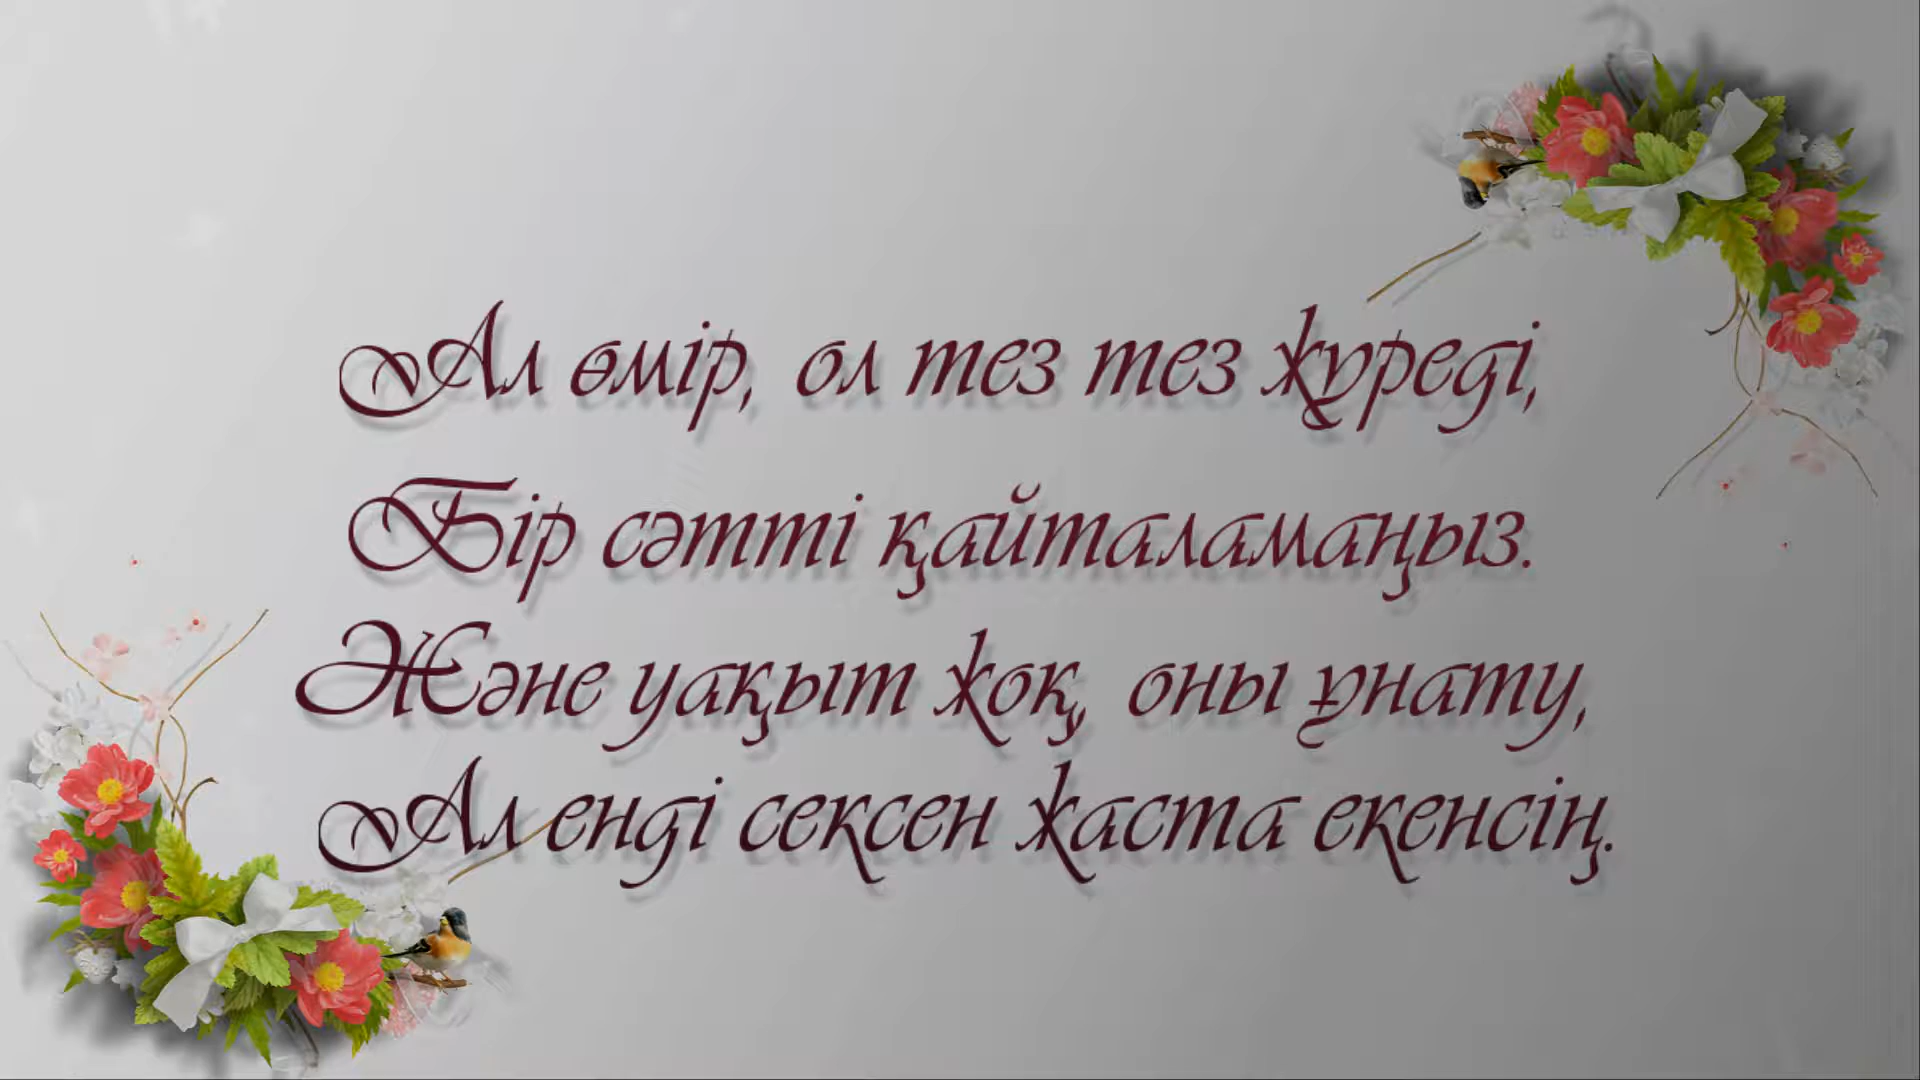 Ал өмір, ол тез тез жүреді,
Бір сәтті қайталамаңыз.
Және уақыт жоқ, оны ұнату,
Ал енді сексен жаста екенсің.